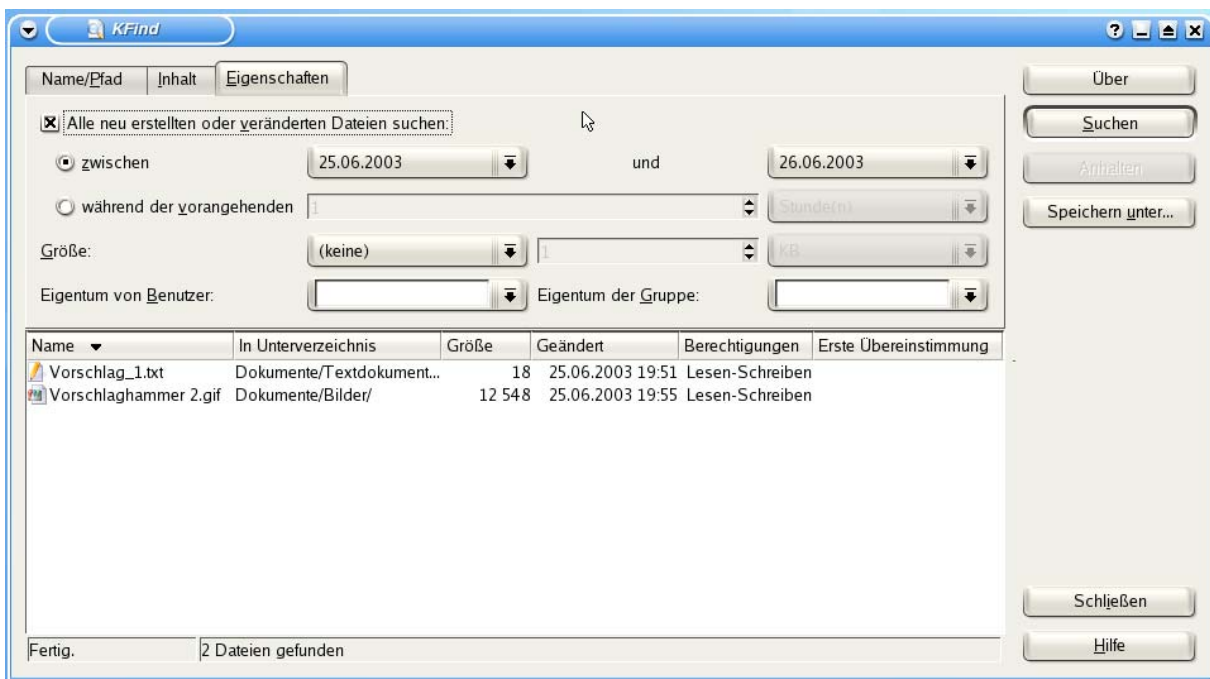 KFind
Name/Pfad Inhalt Eigenschaften
Über
Alle neu erstellten oder veränderten Dateien suchen:
Suchen
zwischen 25.06.2003 und 26.06.2003
Anhalten
während der vorangehenden 1 Stunde(n)
Speichern unter...
Größe: (keine) 1 KB
Eigentum von Benutzer: Eigentum der Gruppe:
Name In Unterverzeichnis Größe Geändert Berechtigungen Erste Übereinstimmung
Vorschlag_1.txt Dokumente/Textdokument... 18 25.06.2003 19:51 Lesen-Schreiben
Vorschlaghammer 2.gif Dokumente/Bilder/ 12 548 25.06.2003 19:55 Lesen-Schreiben
Schließen
Hilfe
Fertig. 2 Dateien gefunden